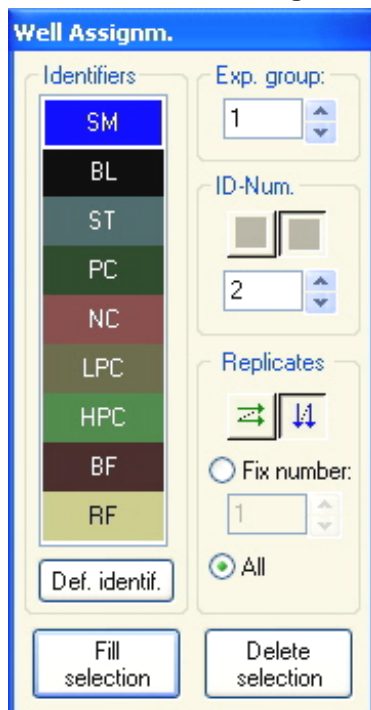 Well Assignm.
Identifiers
SM
BL
ST
PC
NC
LPC
HPC
BF
RF
Def. identif.
Exp. group:
1
ID-Num.
2
Replicates
Fix number:
1
All
Fill
selection
Delete
selection